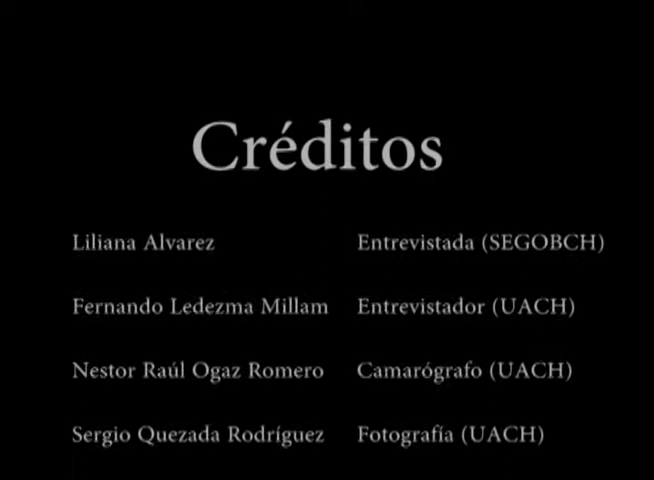 Créditos
Liliana Alvarez Entrevistada (SEGOBCH)
Fernando Ledezma Millam Entrevistador (UACH)
Nestor Raúl Ogaz Romero Camarógrafo (UACH)
Sergio Quezada Rodríguez Fotografía (UACH)